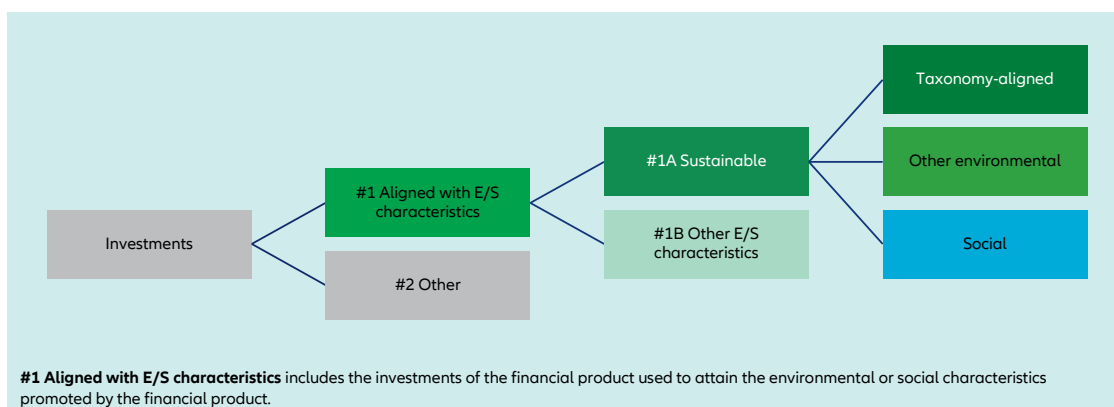 Taxonomy-aligned
#1A Sustainable
Other environmental
#1 Aligned with E/S
characteristics
Investments
#1B Other E/S
characteristics
Social
#2 Other
#1 Aligned with E/S characteristics includes the investments of the financial product used to attain the environmental or social characteristics
promoted by the financial product.